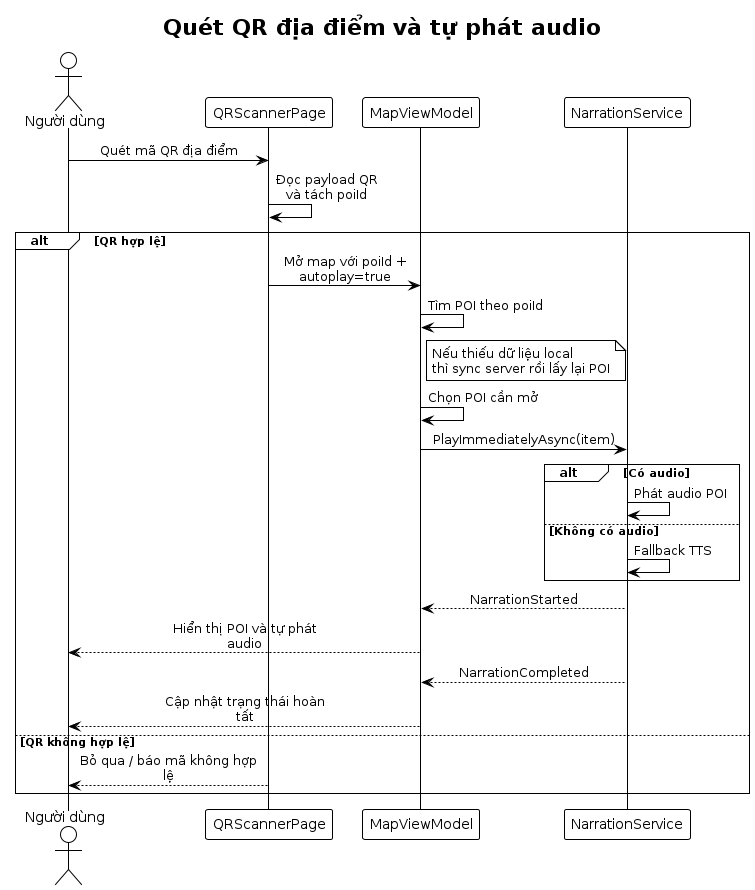 Quét QR địa điểm và tự phát audio
Người dùng
QRScannerPage
MapViewModel
NarrationService
Quét mã QR địa điểm
Đọc payload QR
và tách poiId
alt
[QR hợp lệ]
Mở map với poiId +
autoplay=true
Tìm POI theo poiId
Nếu thiếu dữ liệu local
thì sync server rồi lấy lại POI
Chọn POI cần mở
PlayImmediatelyAsync(item)
alt
[Có audio]
Phát audio POI
[Không có audio]
Fallback TTS
NarrationStarted
Hiển thị POI và tự phát
audio
NarrationCompleted
Cập nhật trạng thái hoàn
tất
[QR không hợp lệ]
Bỏ qua / báo mã không hợp
lệ
Người dùng
QRScannerPage
MapViewModel
NarrationService